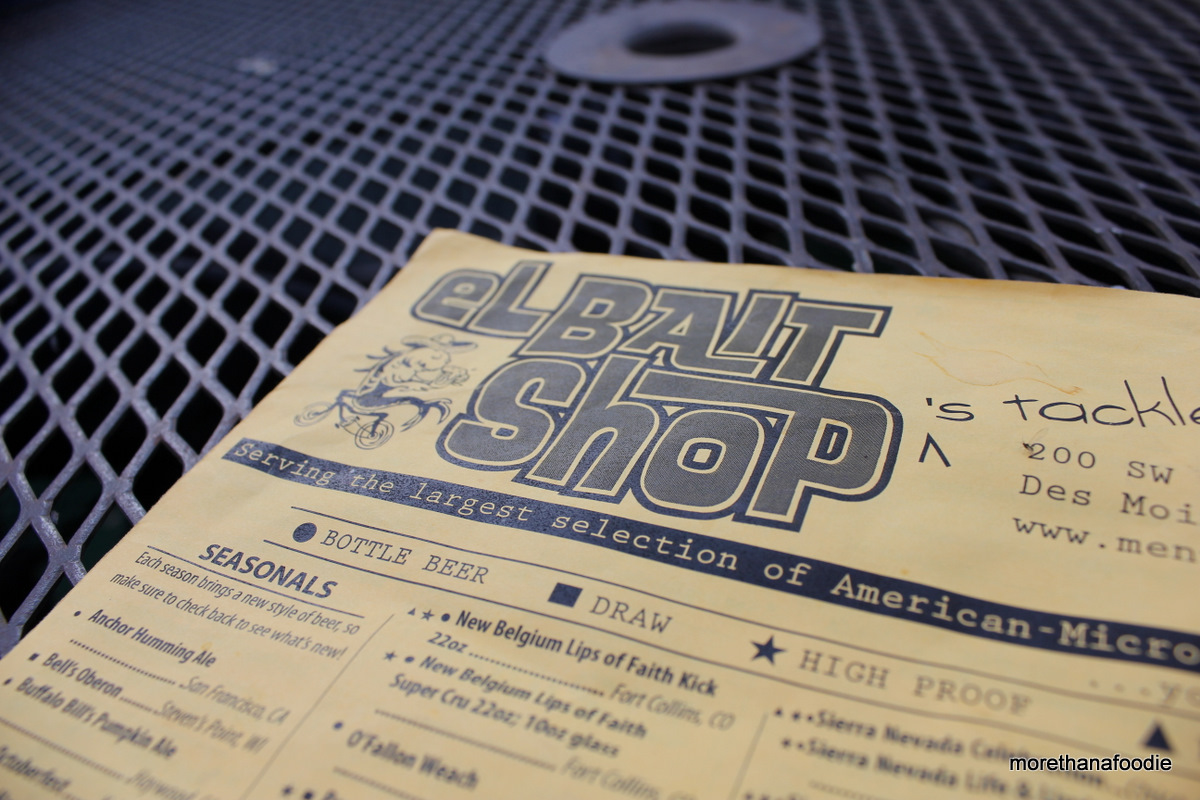 eL BAIT
Shop
's tackle
200 SW
Des Moi
www.men
Serving the largest selection of American-Micro
BOTTLE BEER
DRAW
HIGH PROOF
SEASONALS
Each season brings a new style of beer, so
make sure to check back to see what's new!
Anchor Humming Ale
San Francisco, CA
Bell's Oberon
Steven's Point, WI
Buffalo Bill's Pumpkin Ale
Hayward, C
Octoberfest
New Belgium Lips of Faith Kick
22oz Fort Collins, CO
New Belgium Lips of Faith
Super Cru 22oz; 10oz glass
Fort Collins,
O'Fallon Weach
Sierra Nevada
Sierra Nevada Life &
morethanafoodie